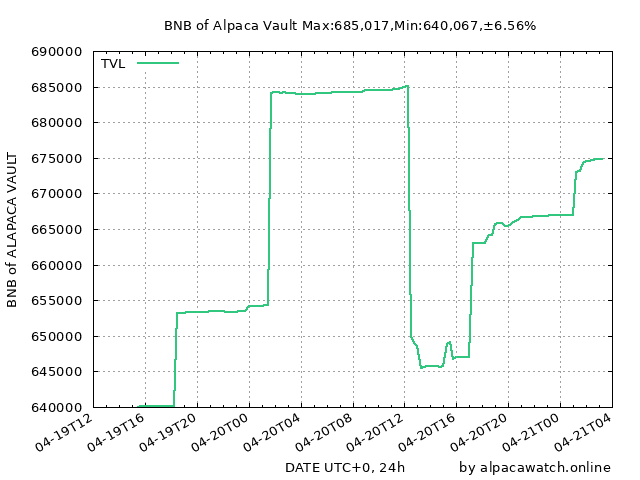 BNB of Alpaca Vault Max:685,017,Min:640,067,±6.56%
TVL
690000
685000
680000
675000
670000
665000
660000
655000
650000
645000
640000
BNB of ALAPACA VAULT
04-19T12
04-19T16
04-19T20
04-20T00
04-20T04
04-20T08
04-20T12
04-20T16
04-20T20
04-21T00
04-21T04
DATE UTC+0, 24h
by alpacawatch.online